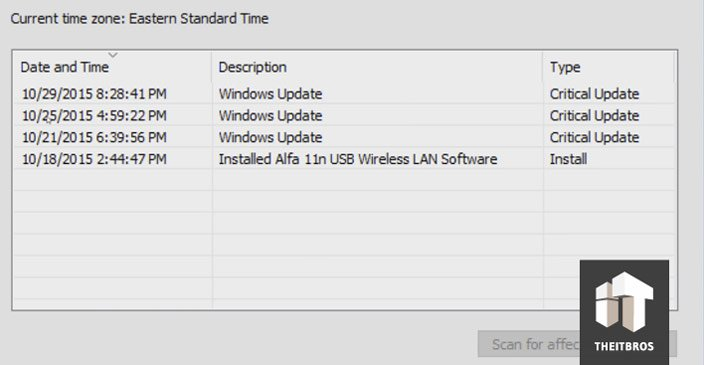 Current time zone: Eastern Standard Time
Date and Time Description Type
10/29/2015 8:28:41 PM Windows Update Critical Update
10/25/2015 4:59:22 PM Windows Update Critical Update
10/21/2015 6:39:56 PM Windows Update Critical Update
10/18/2015 2:44:47 PM Installed Alfa 11n USB Wireless LAN Software Install
Scan for affec
THEITBROS